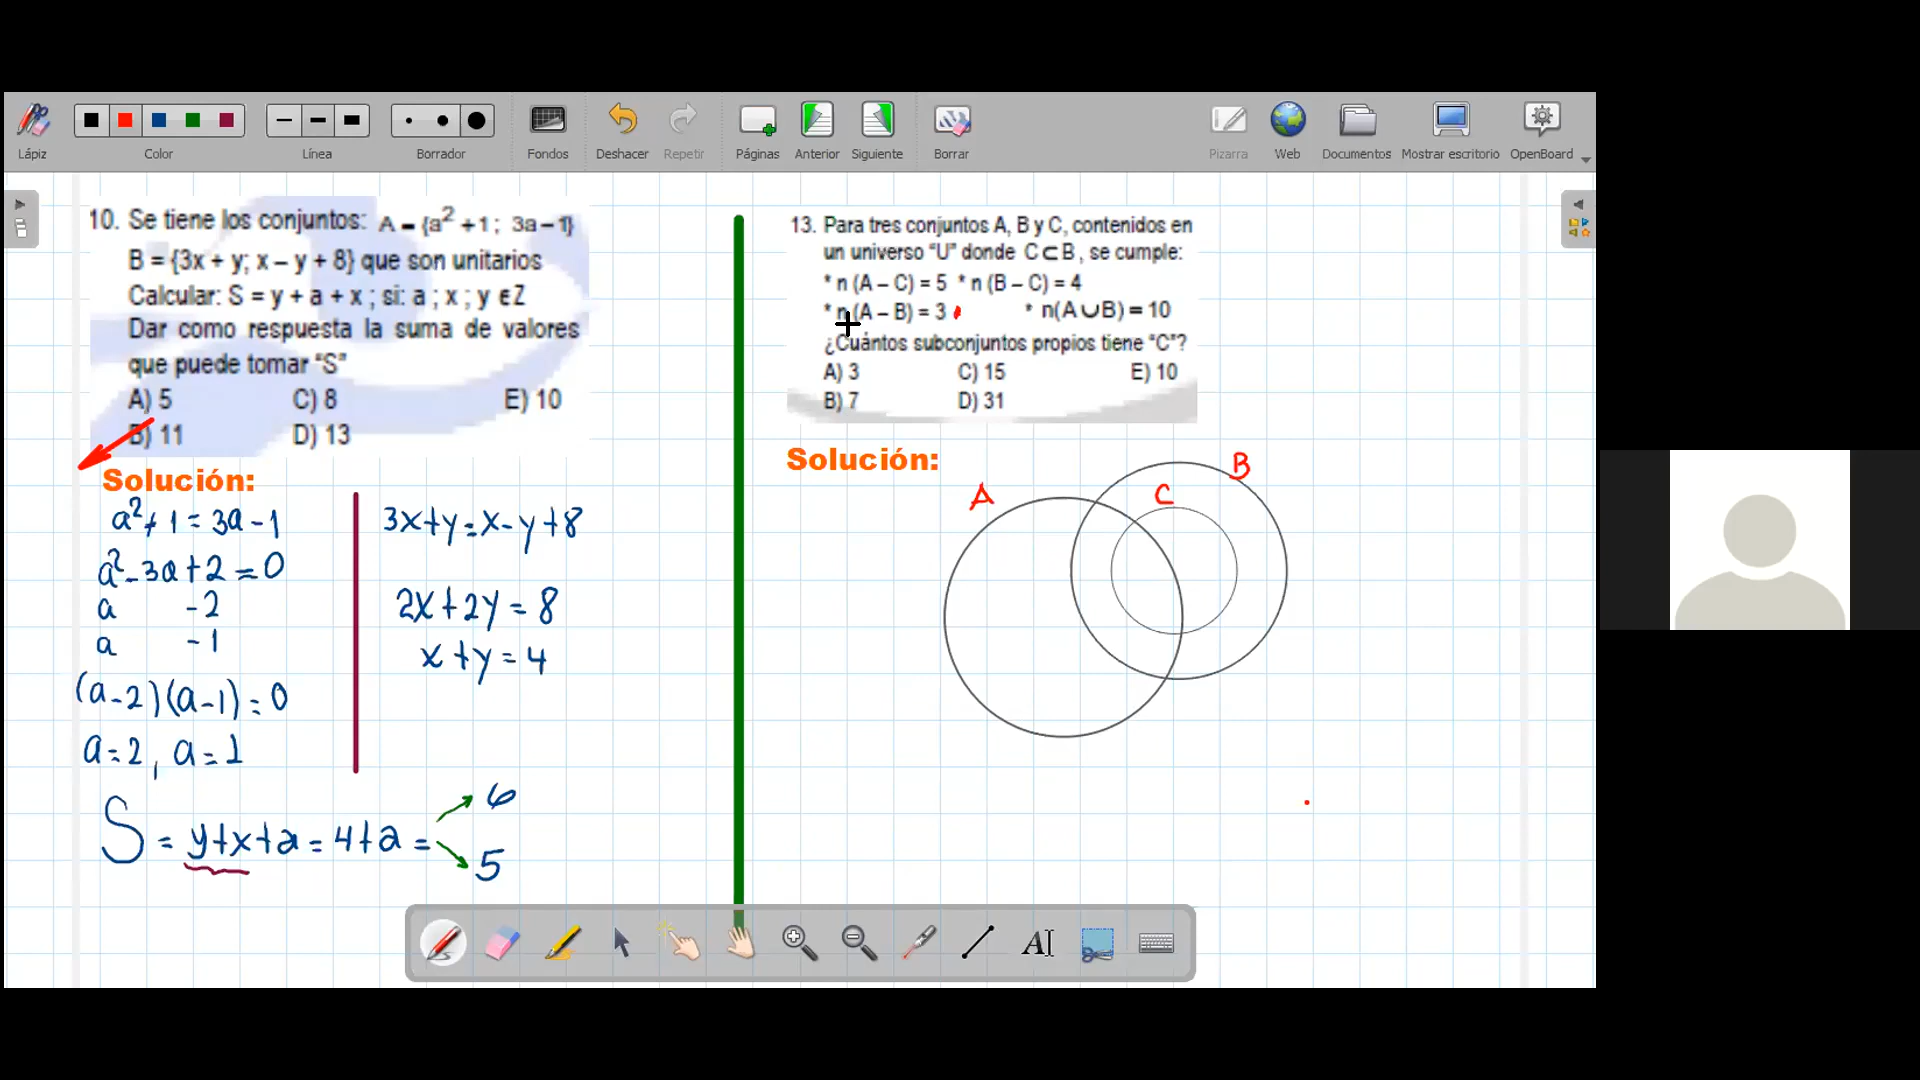 Lápiz
Color
Línea
Borrador
Fondos
Deshacer
Repetir
Páginas
Anterior
Siguiente
Borrar
Pizarra
Web
Documentos
Mostrar escritorio
OpenBoard
10. Se tiene los conjuntos: A = {a² + 1 ; 3a – 1}
B = {3x + y; x – y + 8} que son unitarios
Calcular: S = y + a + x ; si: a ; x ; y ∈ Z
Dar como respuesta la suma de valores
que puede tomar “S”
A) 5 C) 8 E) 10
B) 11 D) 13
Solución:
a² + 1 = 3a - 1
a² - 3a + 2 = 0
a - 2
a - 1
(a - 2)(a - 1) = 0
a = 2 , a = 1
3x + y = x - y + 8
2x + 2y = 8
x + y = 4
S = y + x + a = 4 + a =
6
5
13. Para tres conjuntos A, B y C, contenidos en
un universo “U” donde C ⊂ B , se cumple:
* n (A – C) = 5 * n (B – C) = 4
* n (A – B) = 3 * n(A ∪ B) = 10
¿Cuántos subconjuntos propios tiene “C”?
A) 3 C) 15 E) 10
B) 7 D) 31
Solución:
A
C
B
AI